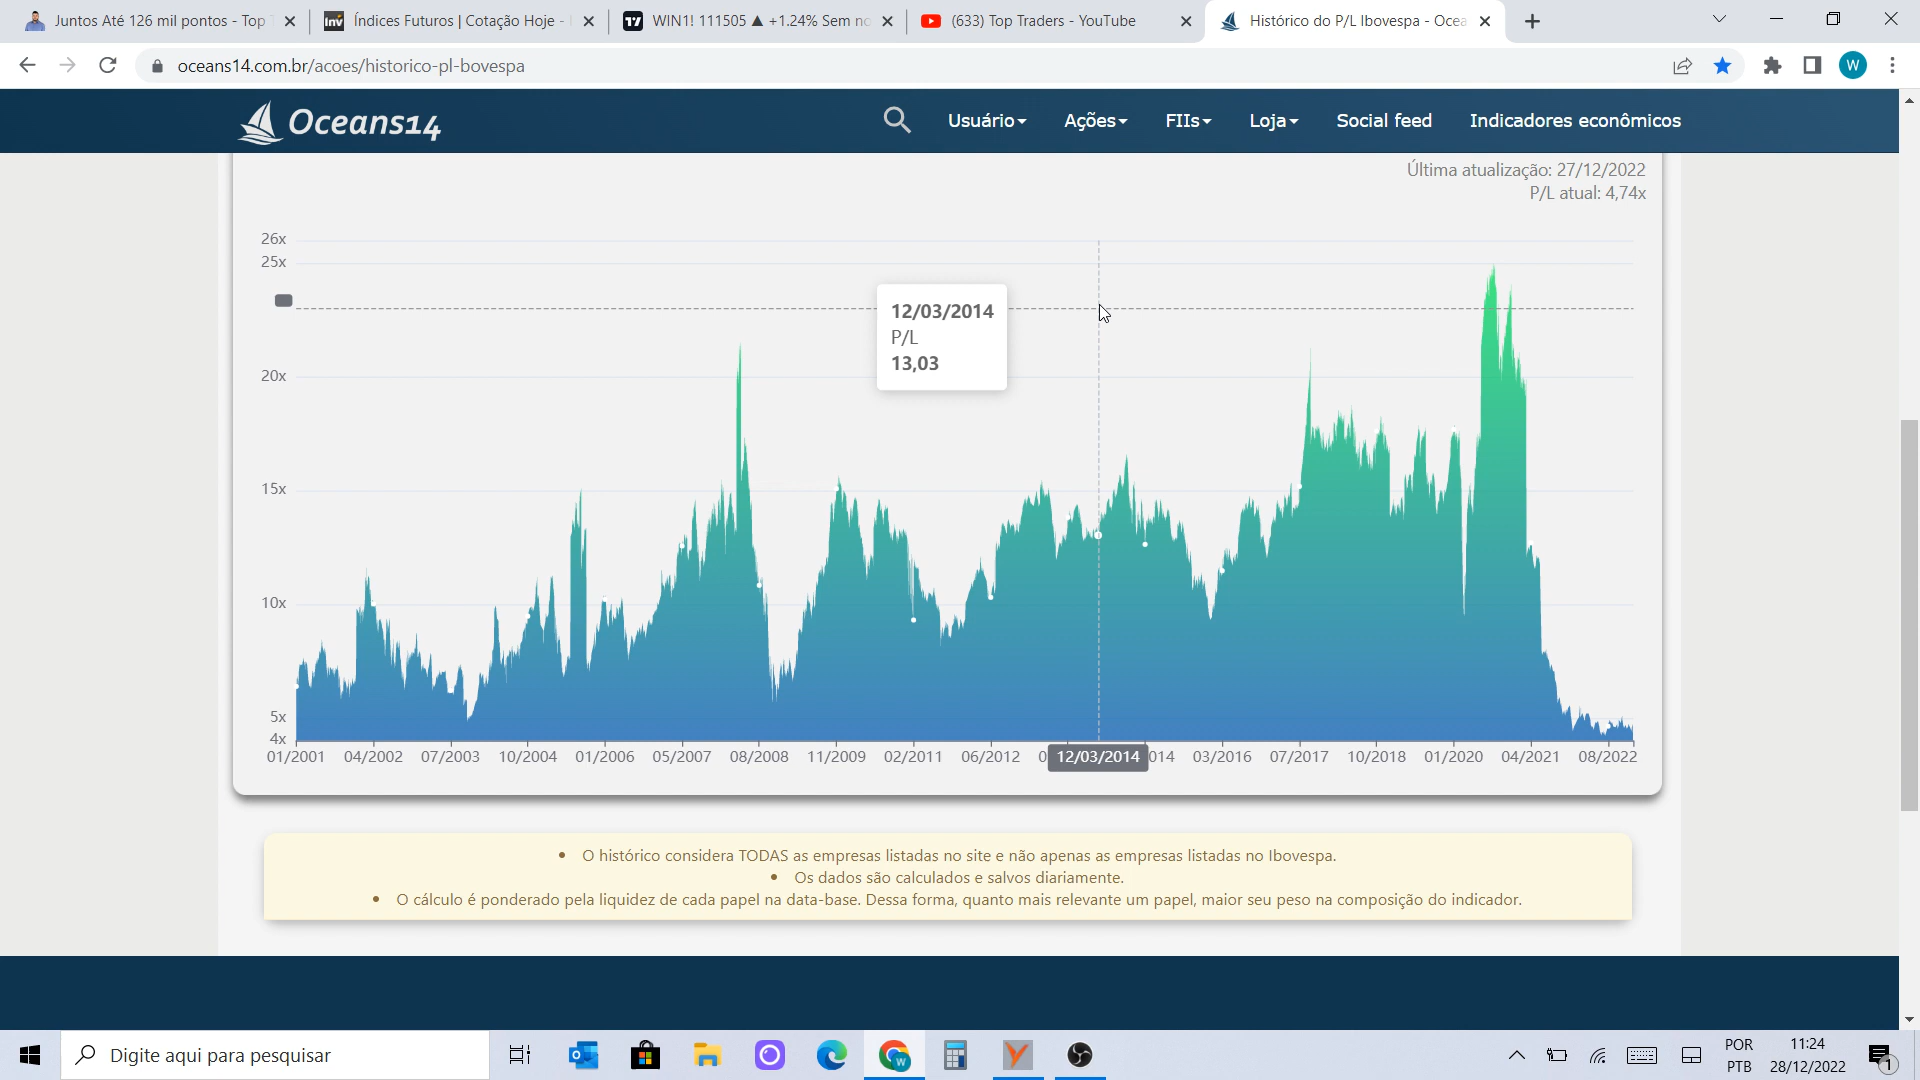 Juntos Até 126 mil pontos - Top
Índices Futuros | Cotação Hoje -
WIN1! 111505 ▲ +1.24% Sem no
(633) Top Traders - YouTube
Histórico do P/L Ibovespa - Ocea
oceans14.com.br/acoes/historico-pl-bovespa
W
Oceans14
Usuário
Ações
FIIs
Loja
Social feed
Indicadores econômicos
Última atualização: 27/12/2022
P/L atual: 4,74x
26x
25x
20x
15x
10x
5x
4x
12/03/2014
P/L
13,03
01/2001 04/2002 07/2003 10/2004 01/2006 05/2007 08/2008 11/2009 02/2011 06/2012 0 12/03/2014 014 03/2016 07/2017 10/2018 01/2020 04/2021 08/2022
• O histórico considera TODAS as empresas listadas no site e não apenas as empresas listadas no Ibovespa.
• Os dados são calculados e salvos diariamente.
• O cálculo é ponderado pela liquidez de cada papel na data-base. Dessa forma, quanto mais relevante um papel, maior seu peso na composição do indicador.
Digite aqui para pesquisar
POR
PTB
11:24
28/12/2022
1